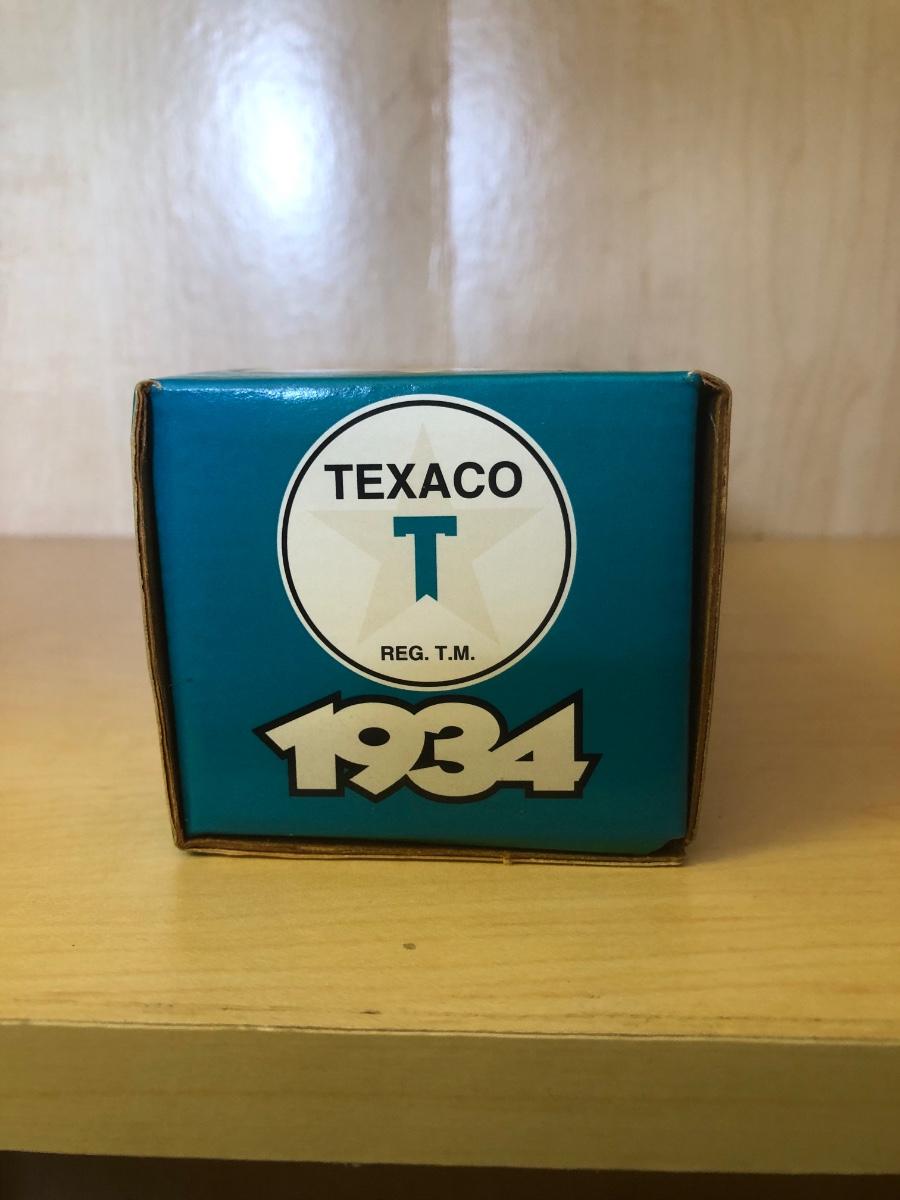 TEXACO
T
REG. T.M.
1934